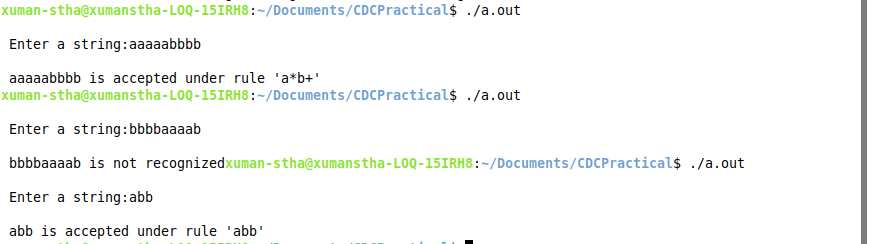 xuman-stha@xumanstha-LOQ-15IRH8:~/Documents/CDCPractical$ ./a.out
Enter a string:aaaaabbbb
aaaaabbbb is accepted under rule 'a*b+'
xuman-stha@xumanstha-LOQ-15IRH8:~/Documents/CDCPractical$ ./a.out
Enter a string:bbbbaaaab
bbbbaaaab is not recognizedxuman-stha@xumanstha-LOQ-15IRH8:~/Documents/CDCPractical$ ./a.out
Enter a string:abb
abb is accepted under rule 'abb'